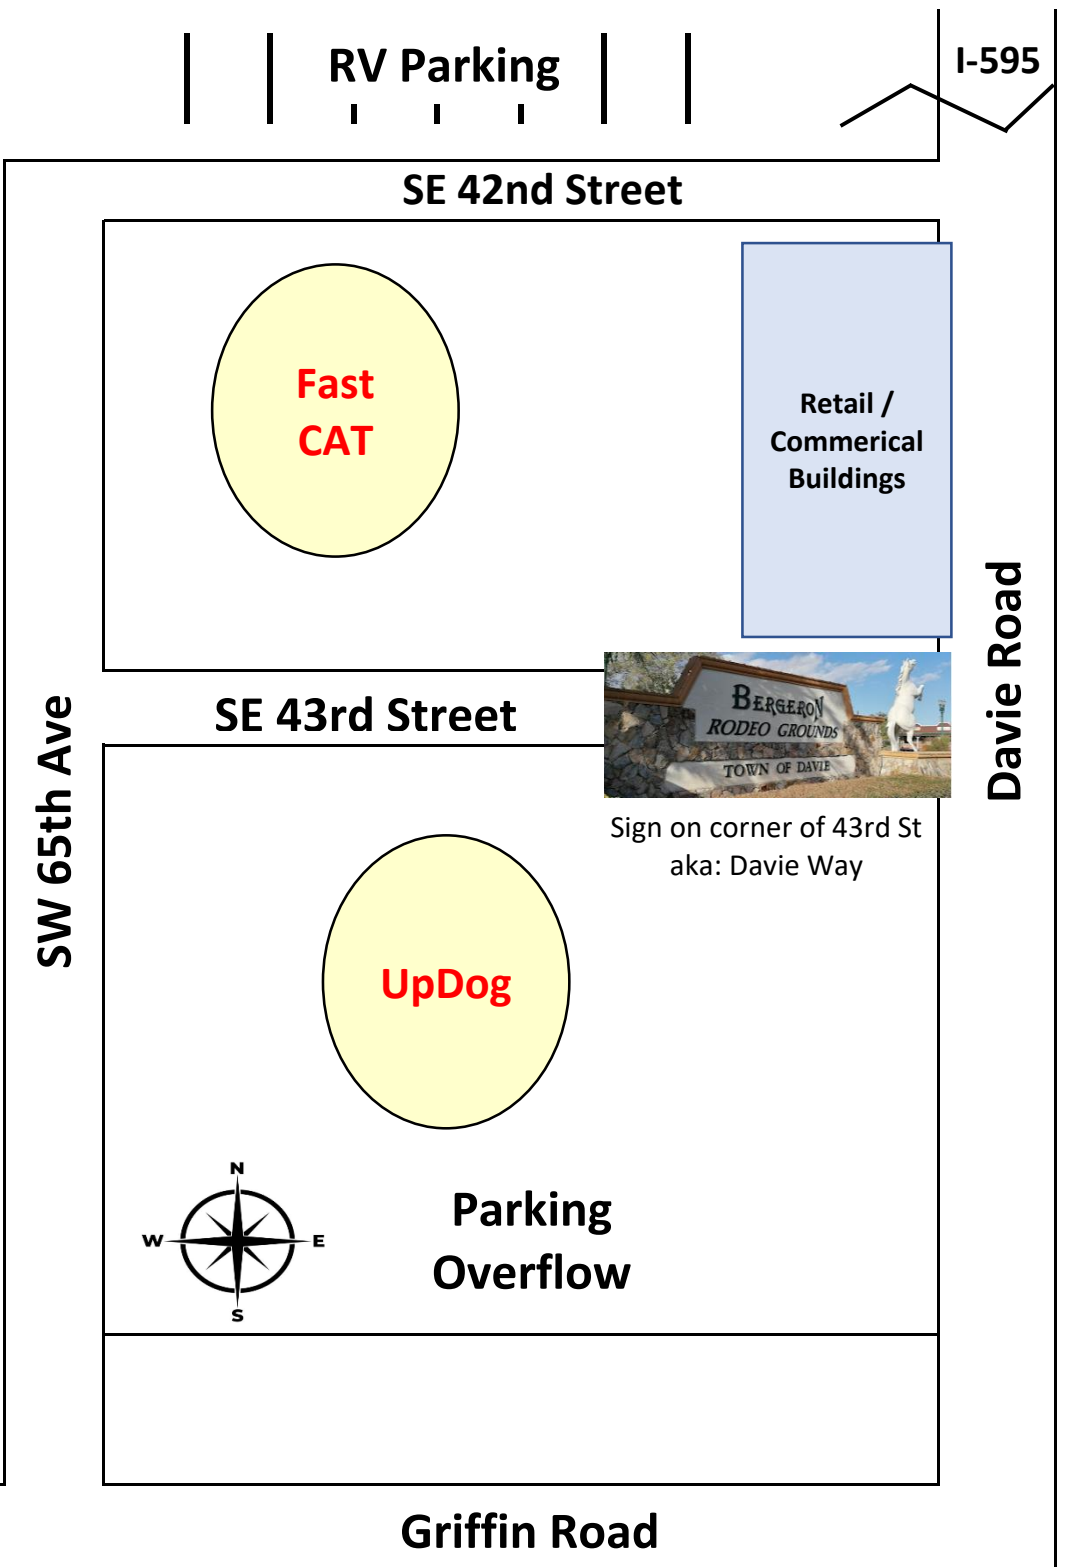 RV Parking
I-595
SE 42nd Street
Fast
CAT
Retail /
Commerical
Buildings
Davie Road
BERGERON
RODEO GROUNDS
TOWN OF DAVIE
SE 43rd Street
SW 65th Ave
Sign on corner of 43rd St
aka: Davie Way
UpDog
N
W
E
S
Parking
Overflow
Griffin Road